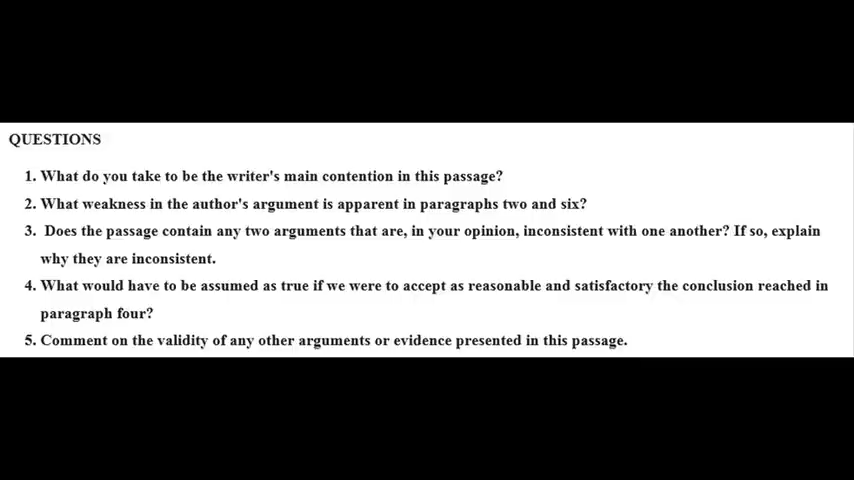 QUESTIONS
1. What do you take to be the writer's main contention in this passage?
2. What weakness in the author's argument is apparent in paragraphs two and six?
3. Does the passage contain any two arguments that are, in your opinion, inconsistent with one another? If so, explain
why they are inconsistent.
4. What would have to be assumed as true if we were to accept as reasonable and satisfactory the conclusion reached in
paragraph four?
5. Comment on the validity of any other arguments or evidence presented in this passage.